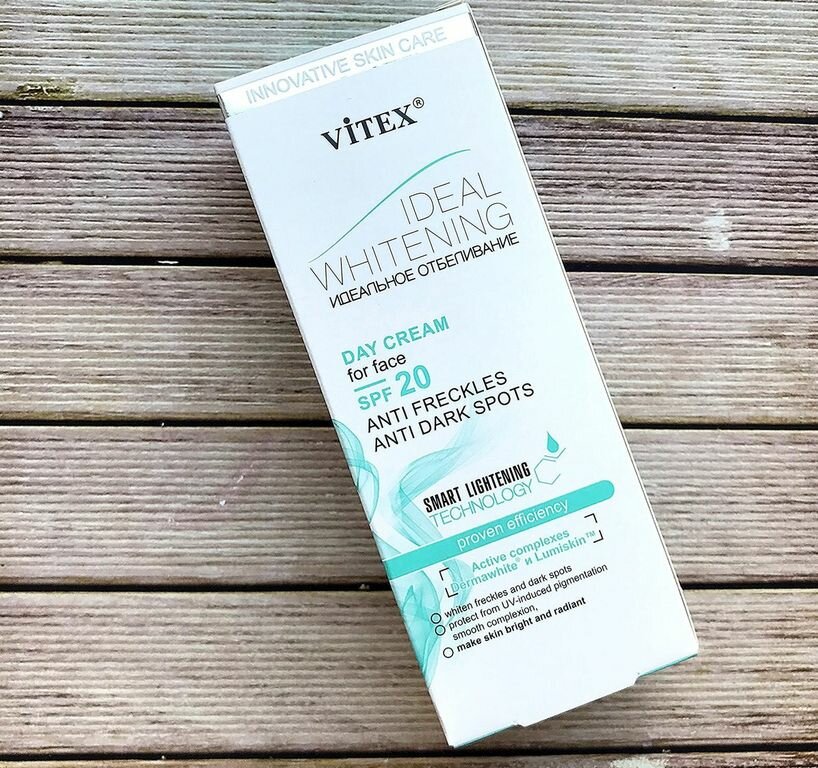 INNOVATIVE SKIN CARE
ViTEX®
IDEAL
WHITENING
ИДЕАЛЬНОЕ ОТБЕЛИВАНИЕ
DAY CREAM
for face
SPF 20
ANTI FRECKLES
ANTI DARK SPOTS
SMART LIGHTENING
TECHNOLOGY
proven efficiency
Active complexes
Dermawhite® и Lumiskin™
whiten freckles and dark spots
protect from UV-induced pigmentation
smooth complexion,
make skin bright and radiant